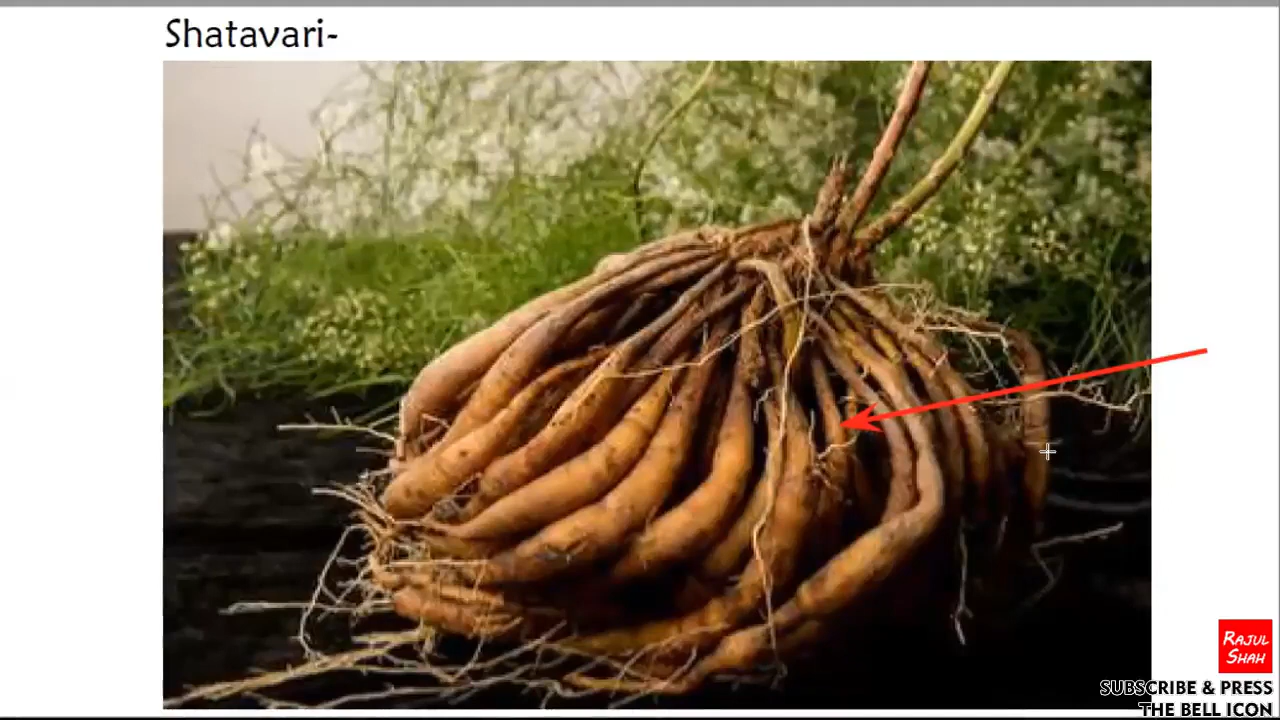 Shatavari-
RAJUL
SHAH
SUBSCRIBE & PRESS
THE BELL ICON